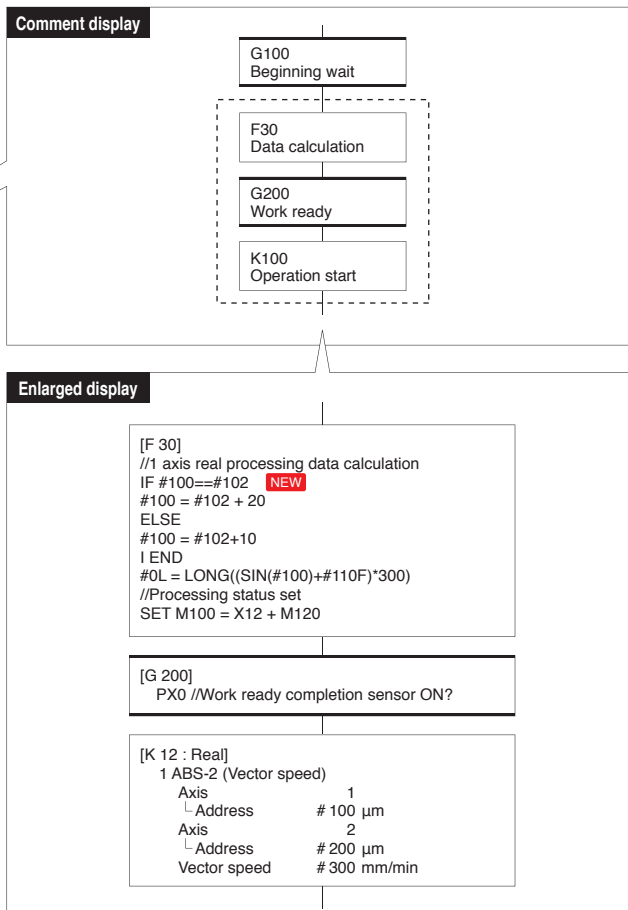 Comment display
G100
Beginning wait
F30
Data calculation
G200
Work ready
K100
Operation start
Enlarged display
[F 30]
//1 axis real processing data calculation
IF #100==#102 NEW
#100 = #102 + 20
ELSE
#100 = #102+10
I END
#0L = LONG((SIN(#100)+#110F)*300)
//Processing status set
SET M100 = X12 + M120
[G 200]
PX0 //Work ready completion sensor ON?
[K 12 : Real]
1 ABS-2 (Vector speed)
Axis 1
Address # 100 µm
Axis 2
Address # 200 µm
Vector speed # 300 mm/min